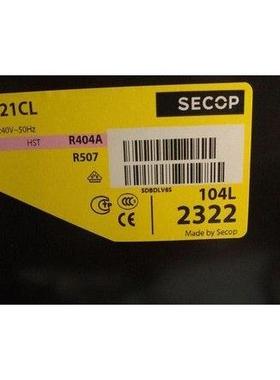 21CL
SECOP
240V~50Hz
HST R404A
R507
SDBDLV85
104L
2322
Made by Secop